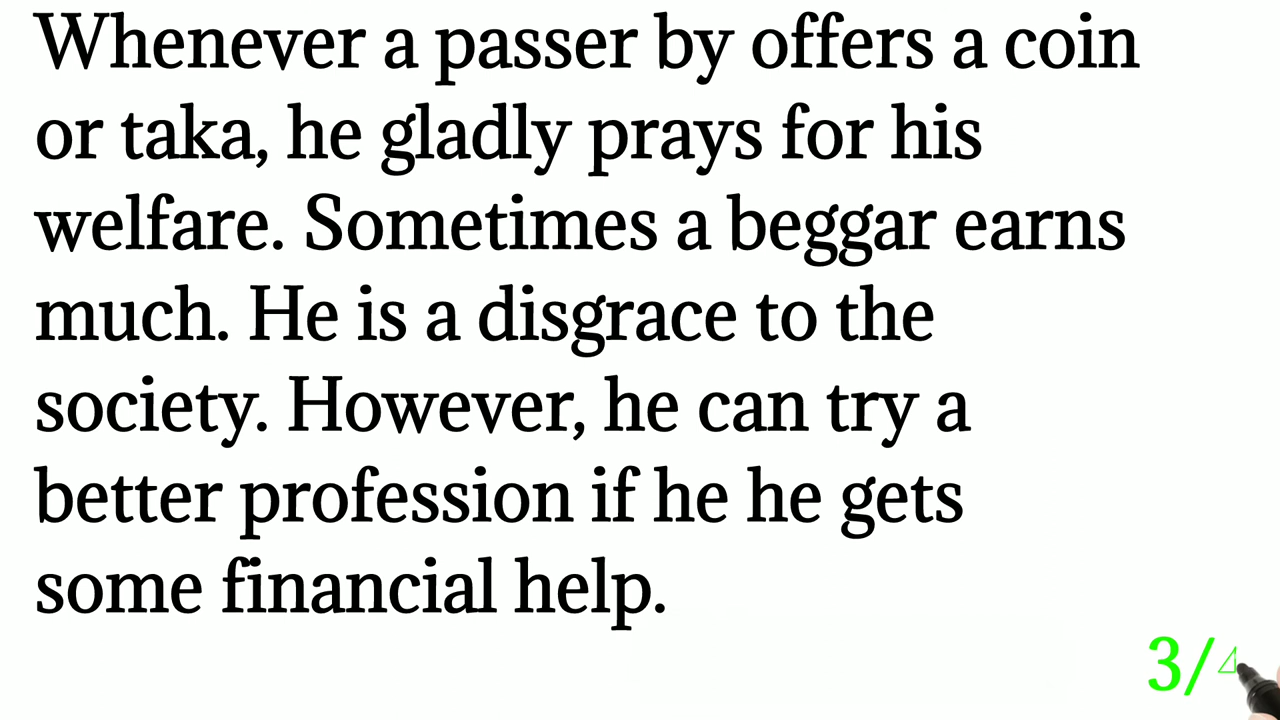 Whenever a passer by offers a coin
or taka, he gladly prays for his
welfare. Sometimes a beggar earns
much. He is a disgrace to the
society. However, he can try a
better profession if he he gets
some financial help.
3/4